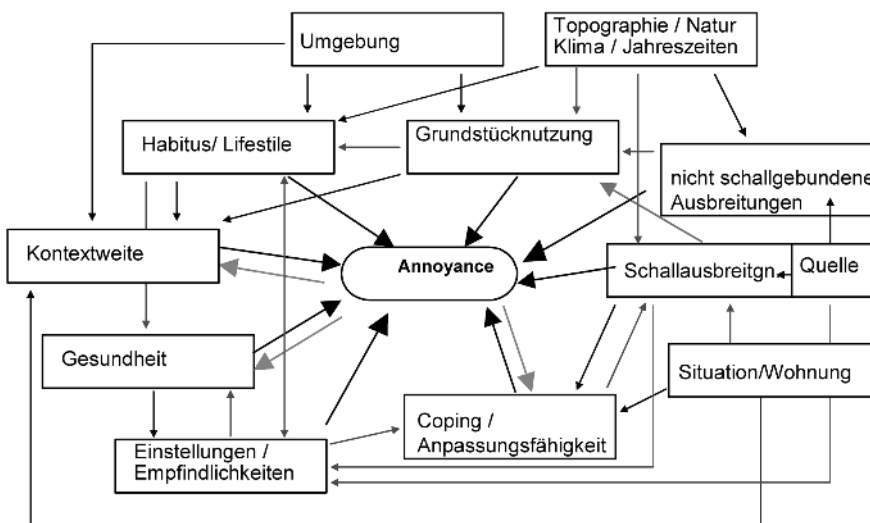 Umgebung
Topographie / Natur
Klima / Jahreszeiten
Habitus/ Lifestile
Grundstücknutzung
nicht schallgebundene
Ausbreitungen
Kontextweite
Annoyance
Schallausbreitgn
Quelle
Gesundheit
Situation/Wohnung
Coping /
Anpassungsfähigkeit
Einstellungen /
Empfindlichkeiten